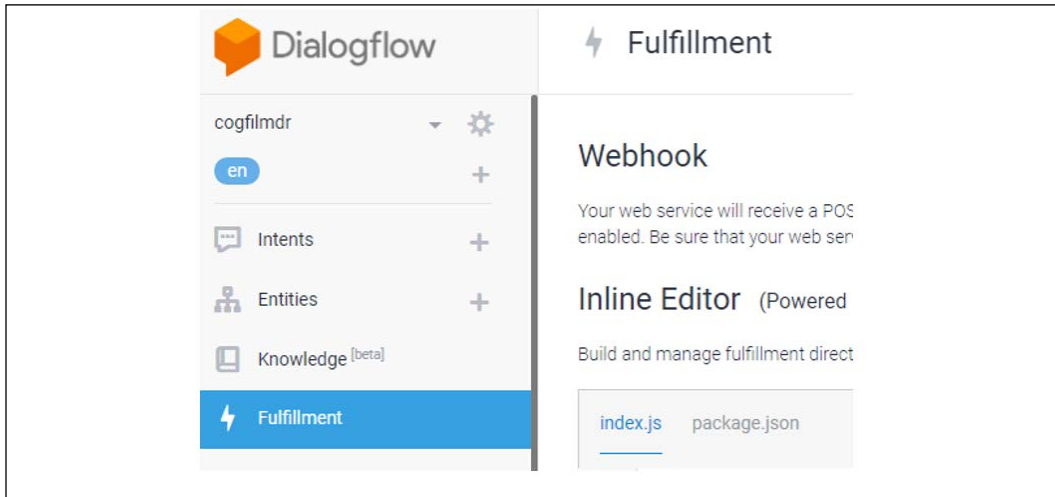 Dialogflow
cogfilmdr
en
Intents
Entities
Knowledge [beta]
Fulfillment
Fulfillment
Webhook
Your web service will receive a POS
enabled. Be sure that your web ser
Inline Editor (Powered
Build and manage fulfillment direct
index.js package.json